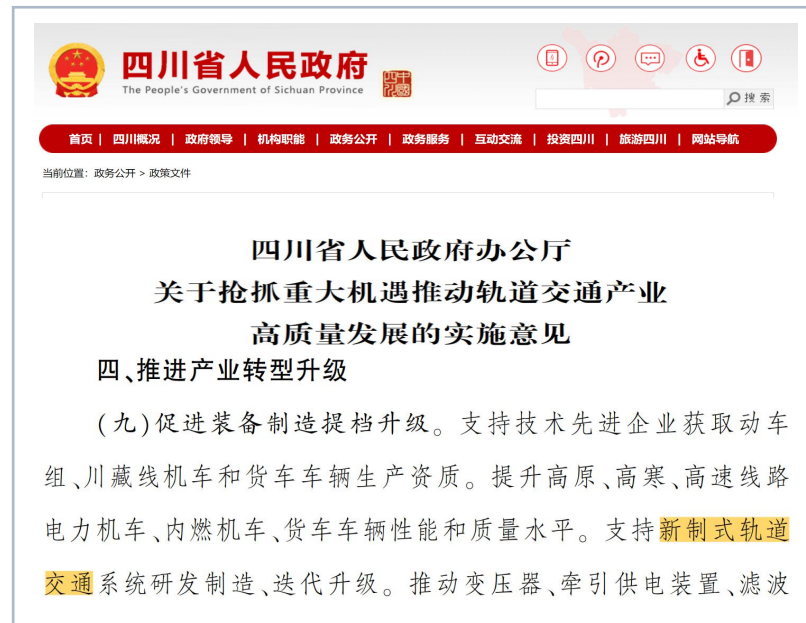 四川省人民政府
The People's Government of Sichuan Province
搜索
首页 | 四川概况 | 政府领导 | 机构职能 | 政务公开 | 政务服务 | 互动交流 | 投资四川 | 旅游四川 | 网站导航
当前位置：政务公开 > 政策文件
四川省人民政府办公厅
关于抢抓重大机遇推动轨道交通产业
高质量发展的实施意见
四、推进产业转型升级
(九)促进装备制造提档升级。支持技术先进企业获取动车
组、川藏线机车和货车车辆生产资质。提升高原、高寒、高速线路
电力机车、内燃机车、货车车辆性能和质量水平。支持新制式轨道
交通系统研发制造、迭代升级。推动变压器、牵引供电装置、滤波